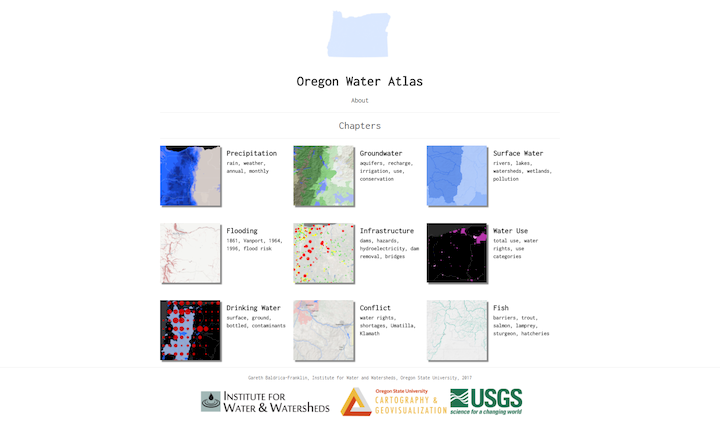 Oregon Water Atlas
About
Chapters
Precipitation
rain, weather,
annual, monthly
Groundwater
aquifers, recharge,
irrigation, use,
conservation
Surface Water
rivers, lakes,
watersheds, wetlands,
pollution
Flooding
1861, Vanport, 1964,
1996, flood risk
Infrastructure
dams, hazards,
hydroelectricity, dam
removal, bridges
Water Use
total use, water
rights, use
categories
Drinking Water
surface, ground,
bottled, contaminants
Conflict
water rights,
shortages, Umatilla,
Klamath
Fish
barriers, trout,
salmon, lamprey,
sturgeon, hatcheries
Gareth Baldrica-Franklin, Institute for Water and Watersheds, Oregon State University, 2017
INSTITUTE FOR
WATER & WATERSHEDS
Oregon State University
CARTOGRAPHY &
GEOVISUALIZATION
USGS
science for a changing world